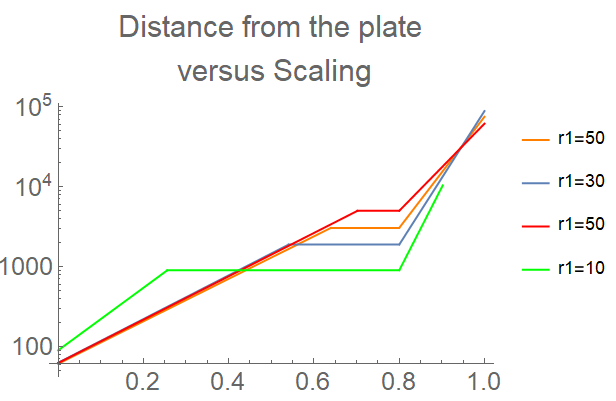 Distance from the plate
versus Scaling
10^5
10^4
1000
100
0.2 0.4 0.6 0.8 1.0
r1=50
r1=30
r1=50
r1=10